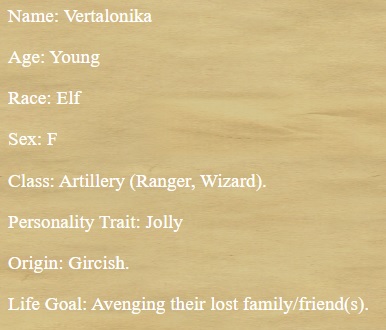 Name: Vertalonika
Age: Young
Race: Elf
Sex: F
Class: Artillery (Ranger, Wizard).
Personality Trait: Jolly
Origin: Gircish.
Life Goal: Avenging their lost family/friend(s).